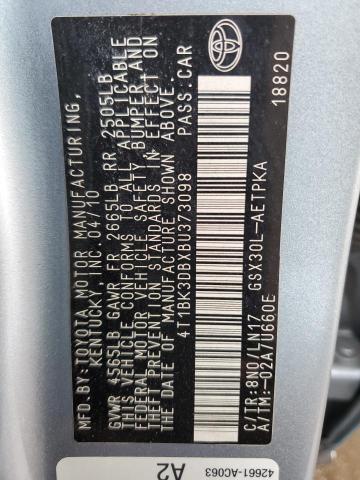 MFD.BY:TOYOTA MOTOR MANUFACTURING,
KENTUCKY, INC. 04/10
GVWR 4565LB GAWR FR 2665LB RR 2505LB
THIS VEHICLE CONFORMS TO ALL APPLICABLE
FEDERAL MOTOR VEHICLE SAFETY, BUMPER, AND
THEFT PREVENTION STANDARDS IN EFFECT ON
THE DATE OF MANUFACTURE SHOWN ABOVE.
4T1BK3DBXBU373098 PASS.CAR
C/TR:8N0/LN17 GSX30L-AETPKA
A/TM:-02A/U660E
18820
42661-AC063
A2